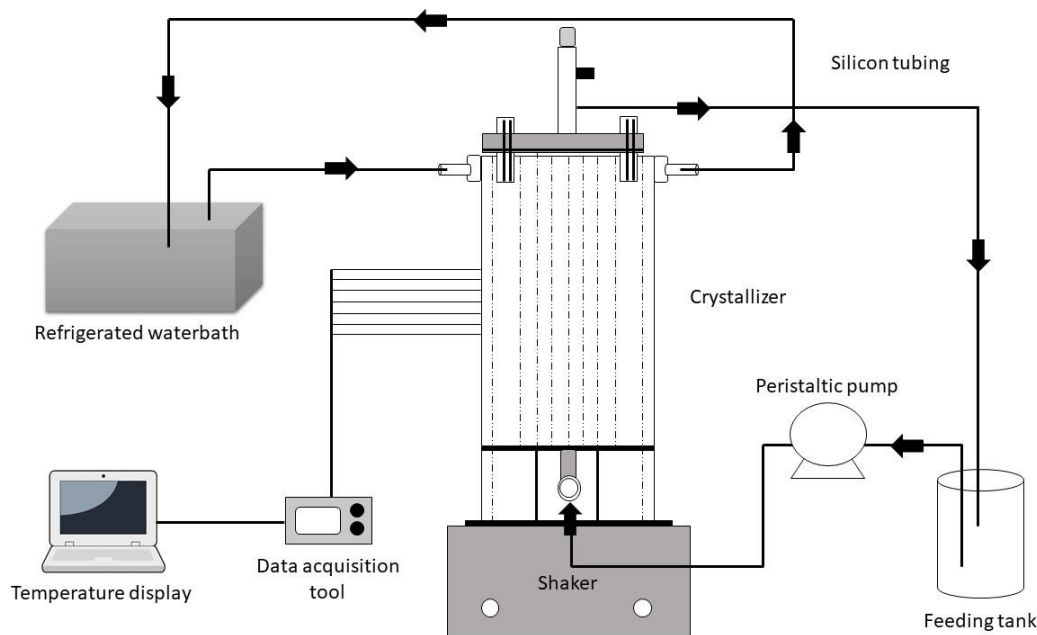 Silicon tubing
Crystallizer
Refrigerated waterbath
Peristaltic pump
Data acquisition
tool
Temperature display
Shaker
Feeding tank